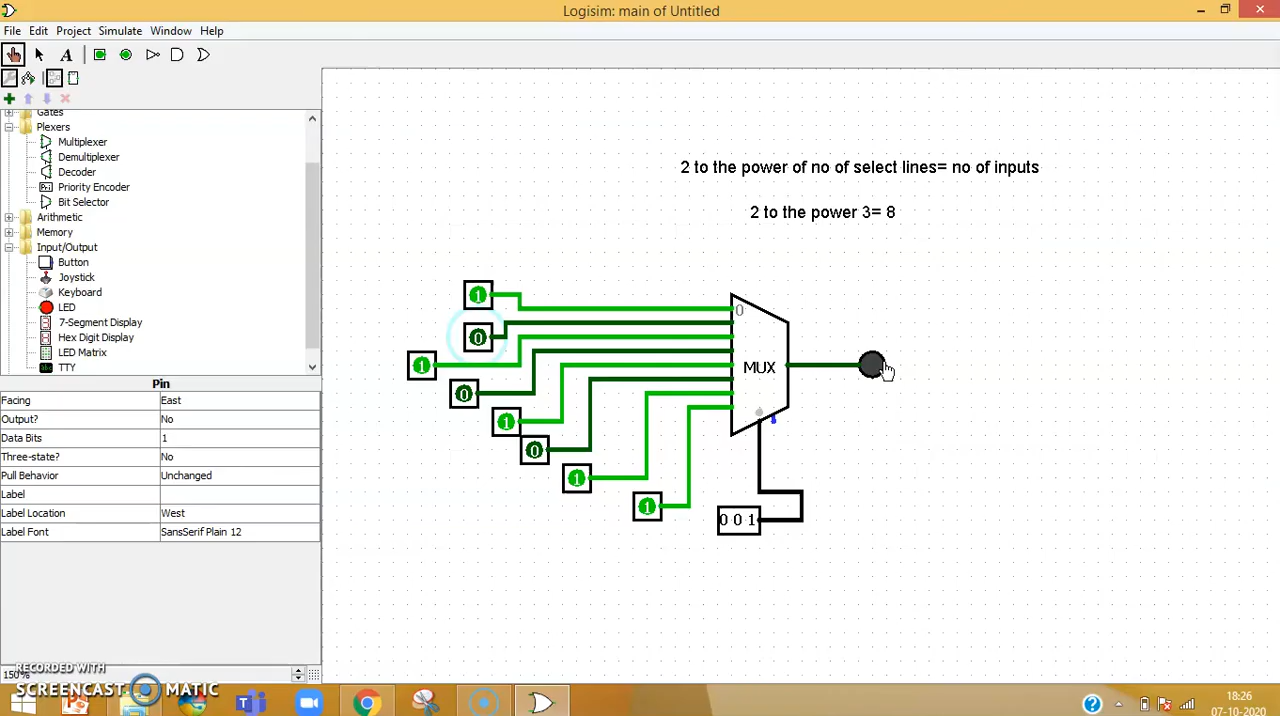 Logisim: main of Untitled
File Edit Project Simulate Window Help
A
Gates
Plexers
Multiplexer
Demultiplexer
Decoder
Pri Priority Encoder
Bit Selector
Arithmetic
Memory
Input/Output
Button
Joystick
Keyboard
LED
7-Segment Display
Hex Digit Display
LED Matrix
TTY
Pin
Facing East
Output? No
Data Bits 1
Three-state? No
Pull Behavior Unchanged
Label
Label Location West
Label Font SansSerif Plain 12
150%
2 to the power of no of select lines= no of inputs
2 to the power 3= 8
1
0
0
1
0
1
0
1
1
MUX
0 0 1
RECORDED WITH
SCREENCAST MATIC
18:26
07-10-2020